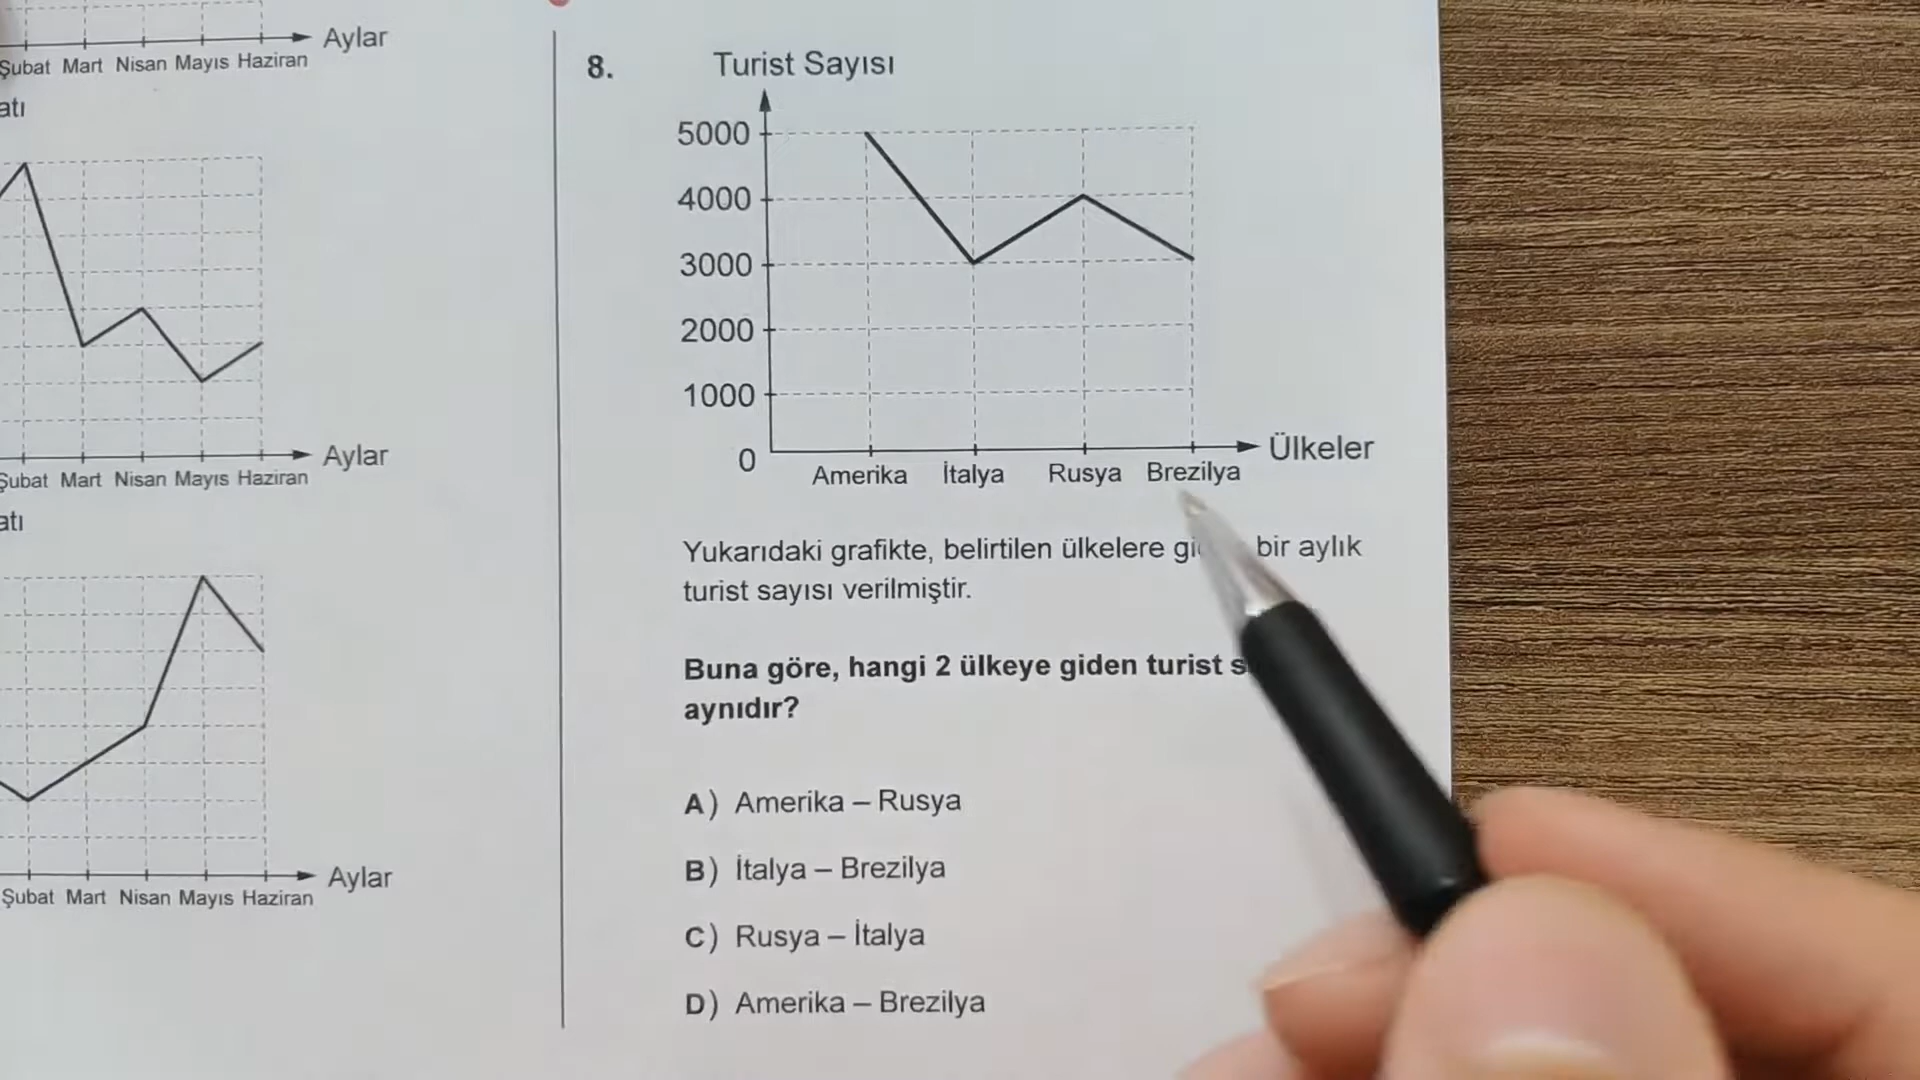 Aylar
Şubat Mart Nisan Mayıs Haziran
atı
Aylar
Şubat Mart Nisan Mayıs Haziran
atı
Aylar
Şubat Mart Nisan Mayıs Haziran
8.
Turist Sayısı
5000
4000
3000
2000
1000
0
Amerika İtalya Rusya Brezilya
Ülkeler
Yukarıdaki grafikte, belirtilen ülkelere bir aylık
turist sayısı verilmiştir.
Buna göre, hangi 2 ülkeye giden turist
aynıdır?
A) Amerika – Rusya
B) İtalya – Brezilya
C) Rusya – İtalya
D) Amerika – Brezilya